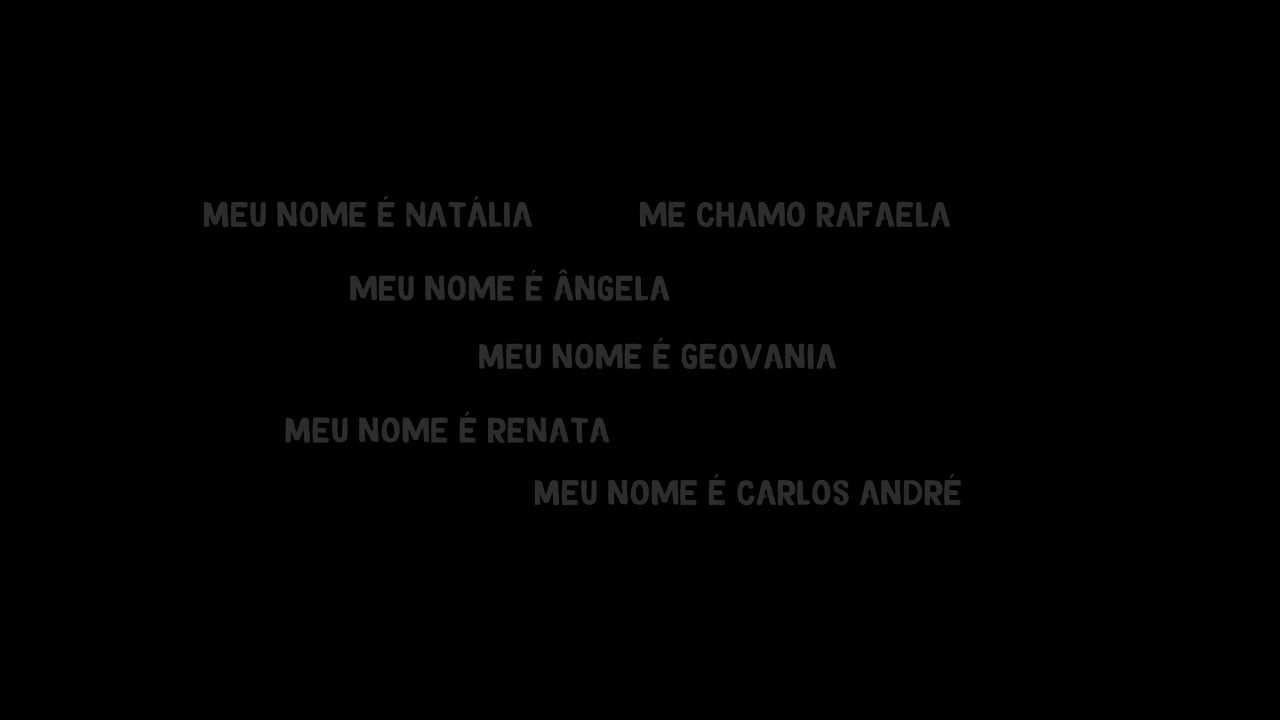 MEU NOME É NATÁLIA
ME CHAMO RAFAELA
MEU NOME É ÂNGELA
MEU NOME É GEOVANIA
MEU NOME É RENATA
MEU NOME É CARLOS ANDRÉ